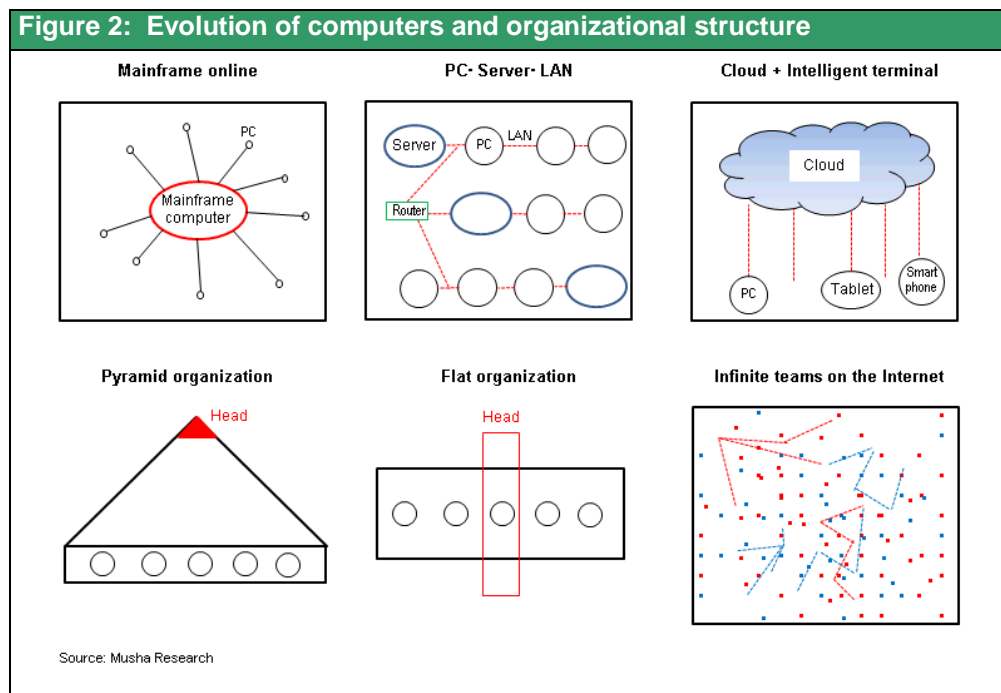 Figure 2: Evolution of computers and organizational structure
Mainframe online
PC
Mainframe
computer
PC- Server- LAN
Server
PC
LAN
Router
Cloud + Intelligent terminal
Cloud
PC
Tablet
Smart
phone
Pyramid organization
Head
Flat organization
Head
Infinite teams on the Internet
Source: Musha Research